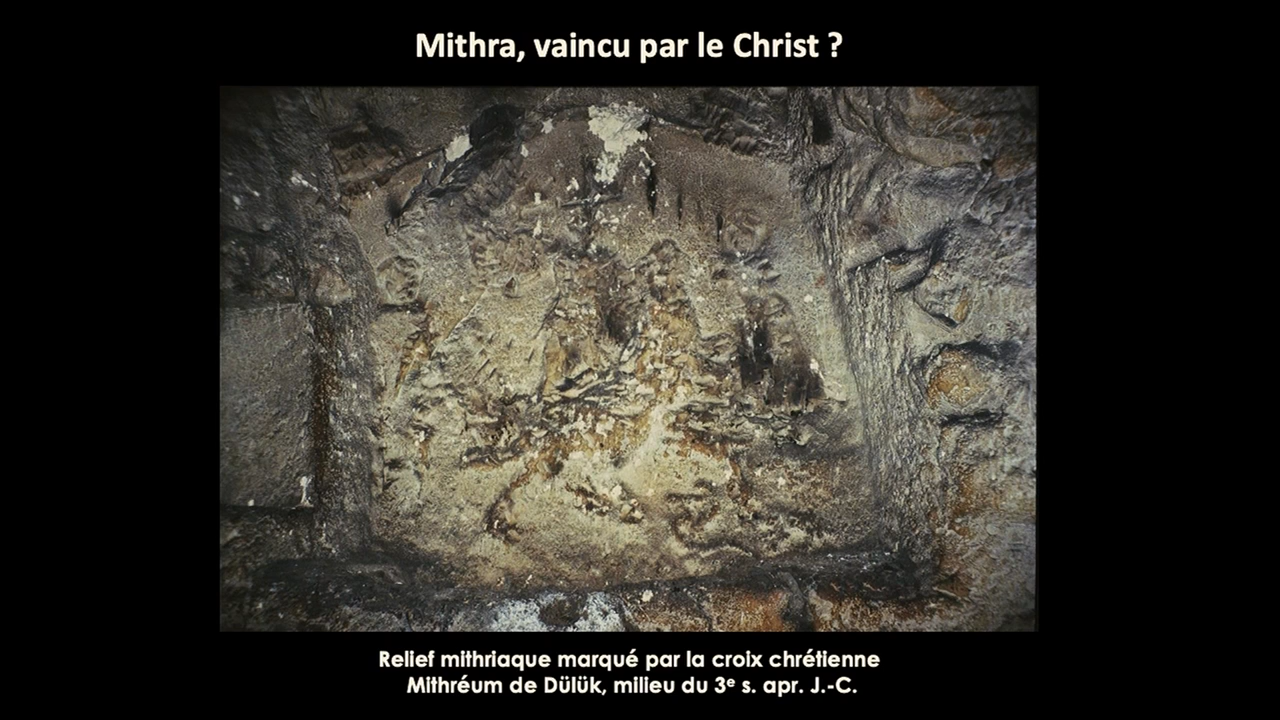 Mithra, vaincu par le Christ ?
Relief mithriaque marqué par la croix chrétienne
Mithréum de Dülük, milieu du 3e s. apr. J.-C.